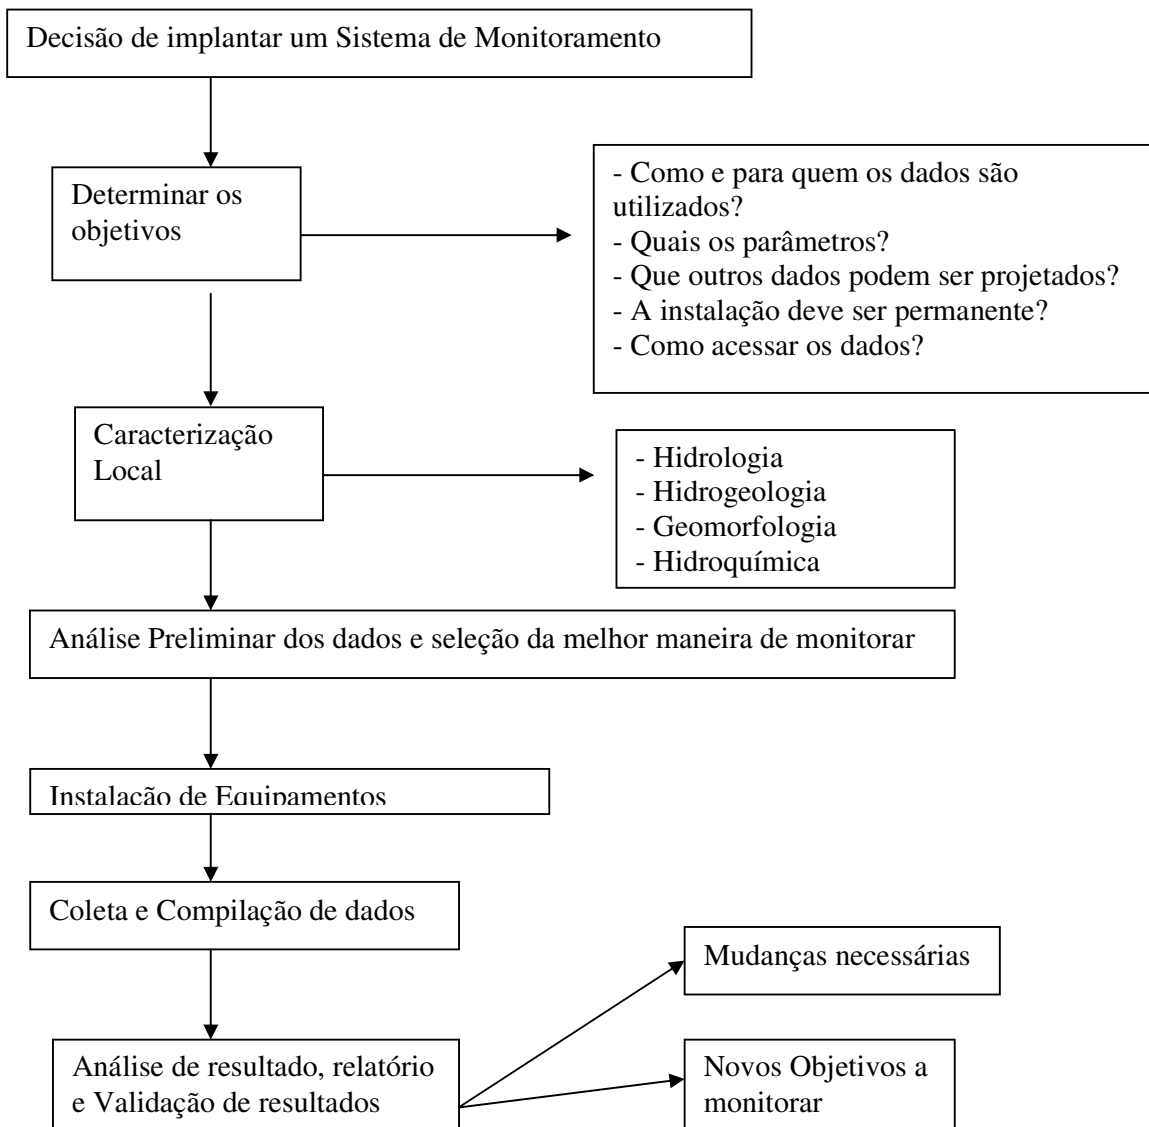 Decisão de implantar um Sistema de Monitoramento
Determinar os
objetivos
- Como e para quem os dados são
utilizados?
- Quais os parâmetros?
- Que outros dados podem ser projetados?
- A instalação deve ser permanente?
- Como acessar os dados?
Caracterização
Local
- Hidrologia
- Hidrogeologia
- Geomorfologia
- Hidroquímica
Análise Preliminar dos dados e seleção da melhor maneira de monitorar
Instalação de Equipamentos
Coleta e Compilação de dados
Mudanças necessárias
Análise de resultado, relatório
e Validação de resultados
Novos Objetivos a
monitorar